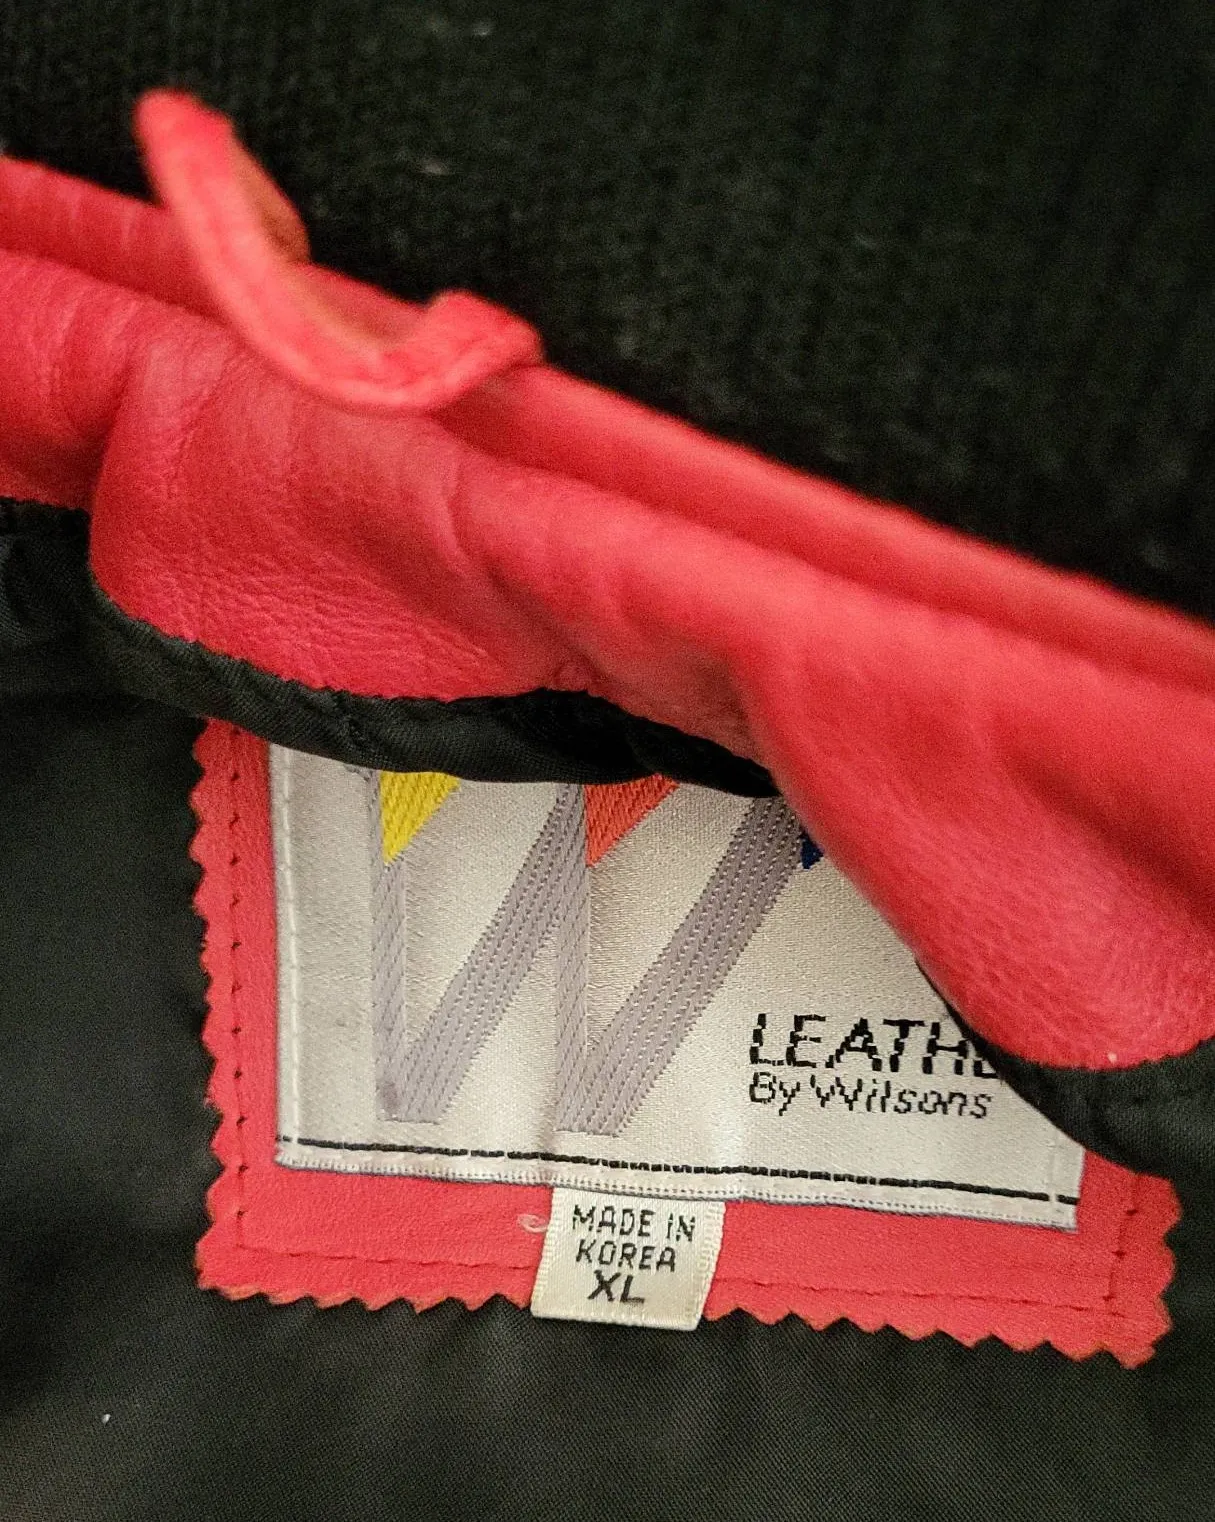 W
LEATHE
By Wilsons
MADE IN
KOREA
XL